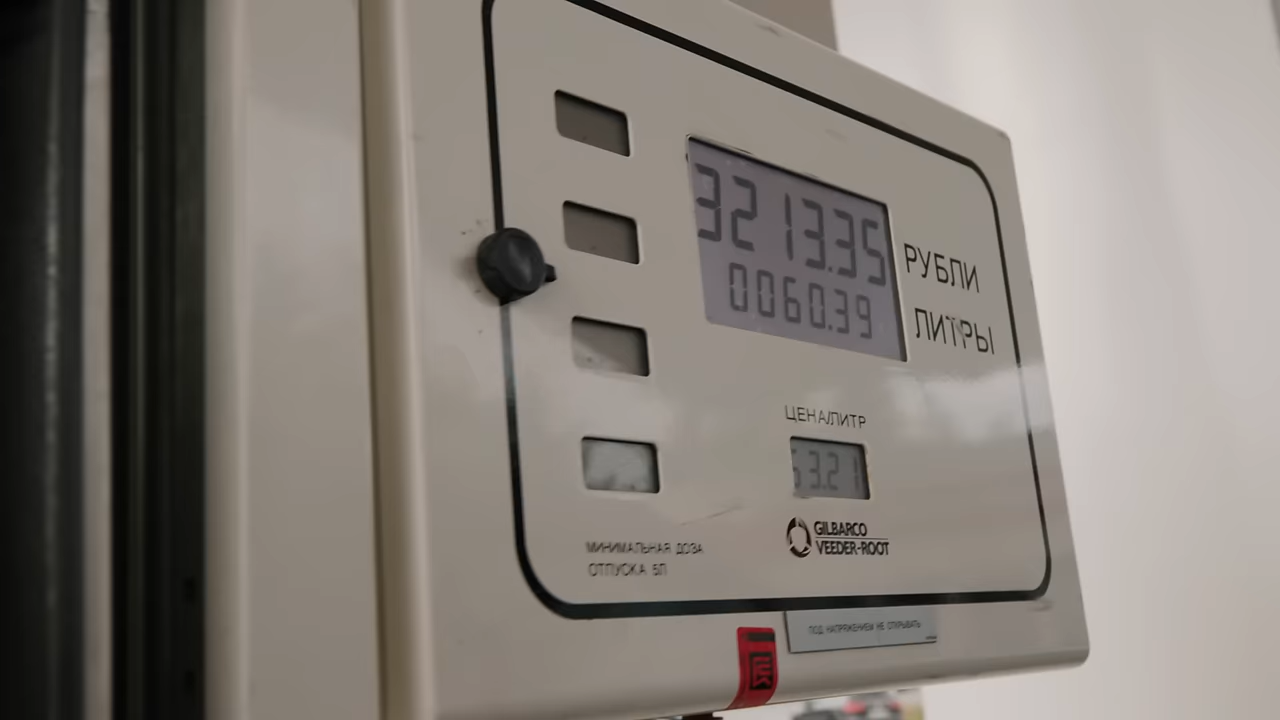 3213.35
РУБЛИ
0060.39
ЛИТРЫ
ЦЕНА/ЛИТР
53.21
GILBARCO
VEEDER-ROOT
МИНИМАЛЬНАЯ ДОЗА
ОТПУСКА 5Л
ПОД НАПРЯЖЕНИЕМ НЕ ОТКРЫВАТЬ